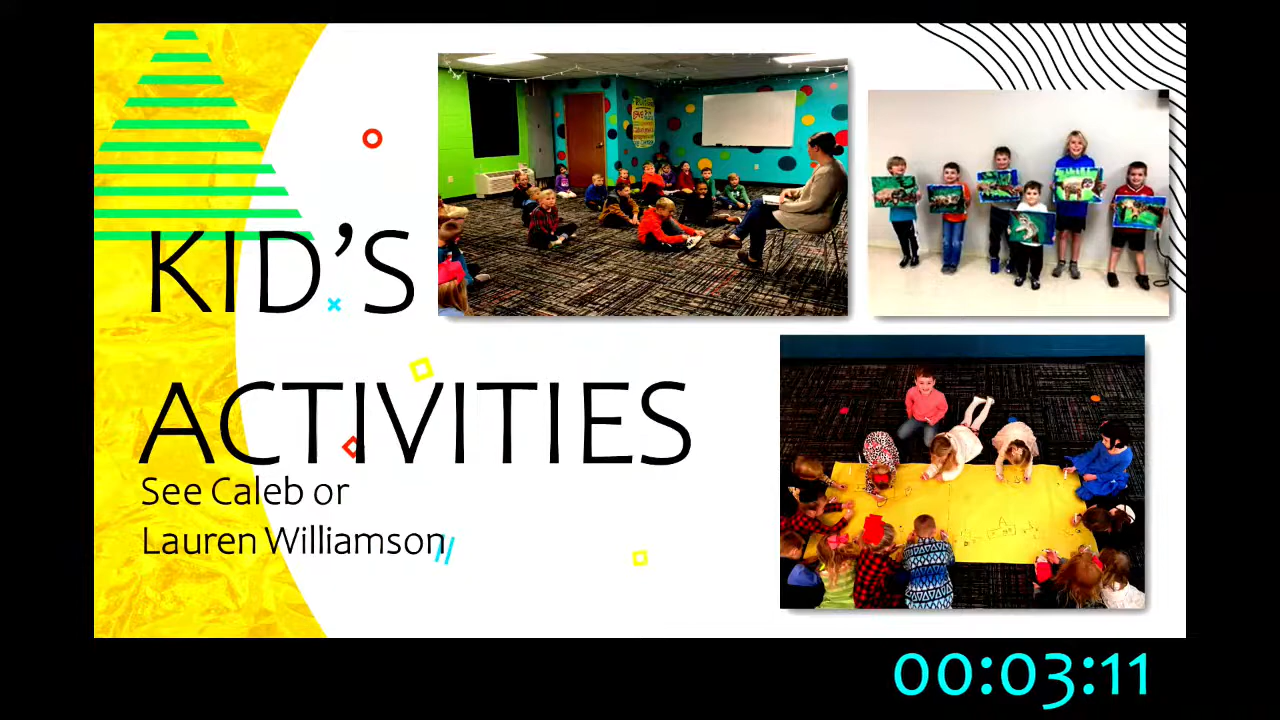 KID’S
ACTIVITIES
See Caleb or
Lauren Williamson
00:03:11